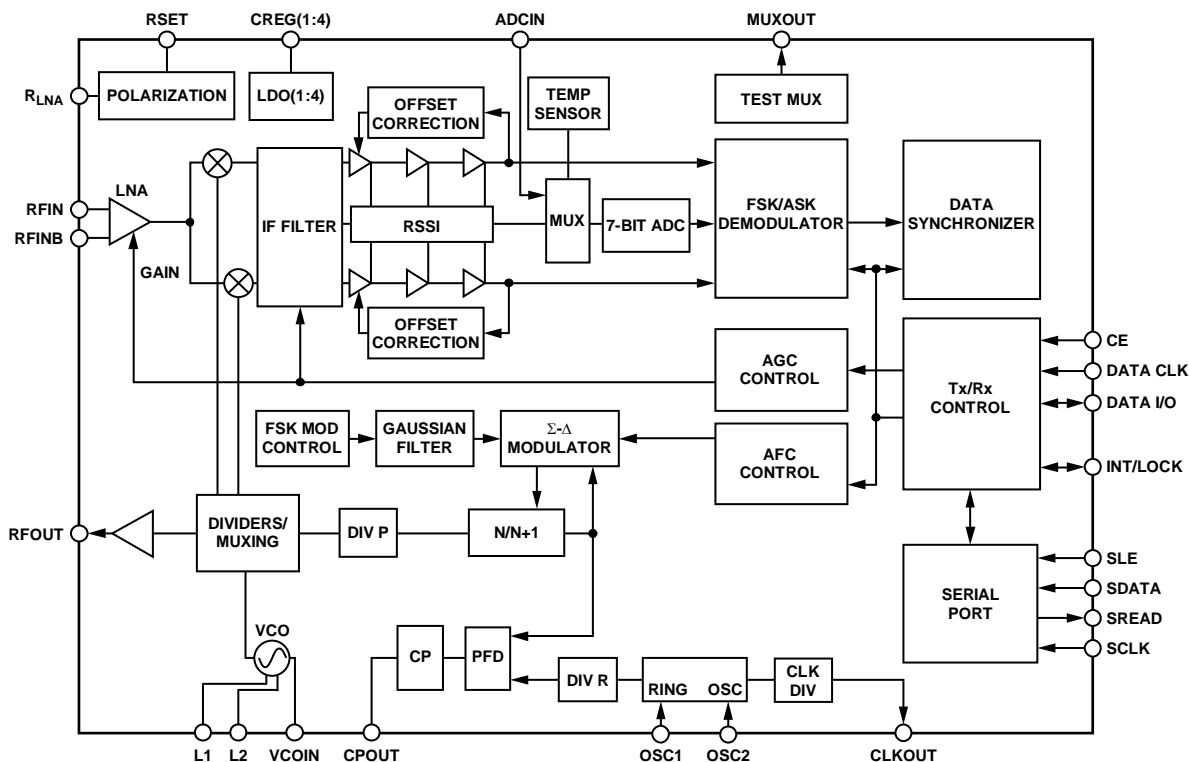 RSET
CREG(1:4)
ADCIN
MUXOUT
R_LNA
POLARIZATION
LDO(1:4)
OFFSET
CORRECTION
TEMP
SENSOR
TEST MUX
LNA
RFIN
RFINB
GAIN
IF FILTER
RSSI
MUX
7-BIT ADC
FSK/ASK
DEMODULATOR
DATA
SYNCHRONIZER
OFFSET
CORRECTION
AGC
CONTROL
Tx/Rx
CONTROL
CE
DATA CLK
DATA I/O
INT/LOCK
FSK MOD
CONTROL
GAUSSIAN
FILTER
Σ-Δ
MODULATOR
AFC
CONTROL
RFOUT
DIVIDERS/
MUXING
DIV P
N/N+1
SERIAL
PORT
SLE
SDATA
SREAD
SCLK
VCO
CP
PFD
DIV R
RING
OSC
CLK
DIV
L1
L2
VCOIN
CPOUT
OSC1
OSC2
CLKOUT